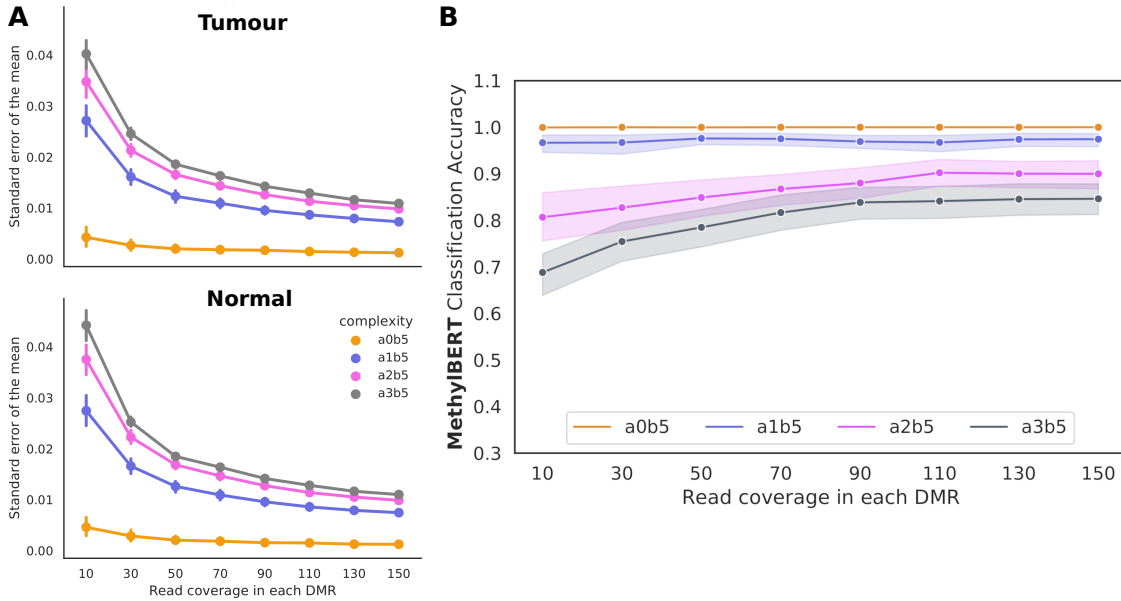 A
Tumour
Standard error of the mean
0.04
0.03
0.02
0.01
0.00
Normal
Standard error of the mean
0.04
0.03
0.02
0.01
0.00
complexity
a0b5
a1b5
a2b5
a3b5
10 30 50 70 90 110 130 150
Read coverage in each DMR
B
MethylBERT Classification Accuracy
1.1
1.0
0.9
0.8
0.7
0.6
0.5
0.4
0.3
a0b5 a1b5 a2b5 a3b5
10 30 50 70 90 110 130 150
Read coverage in each DMR